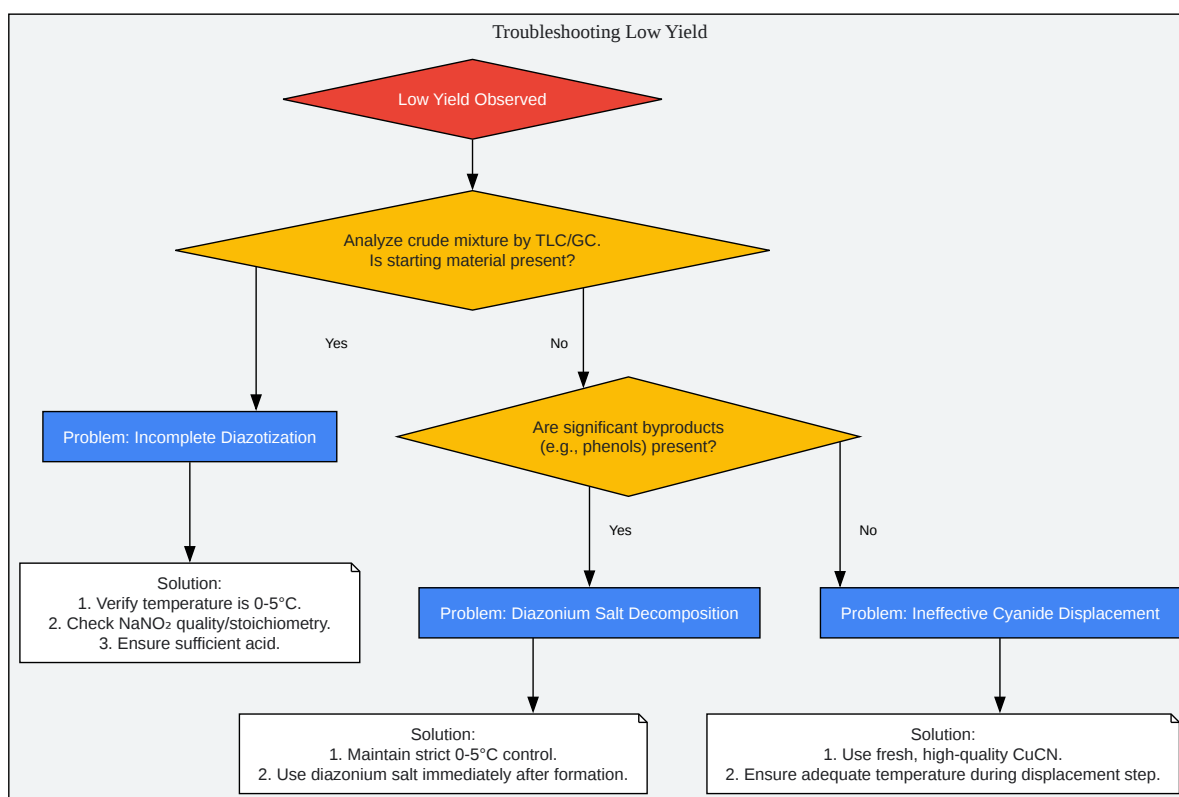 Troubleshooting Low Yield
Low Yield Observed
Analyze crude mixture by TLC/GC.
Is starting material present?
Yes
No
Problem: Incomplete Diazotization
Are significant byproducts
(e.g., phenols) present?
Yes
No
Solution:
1. Verify temperature is 0-5°C.
2. Check NaNO₂ quality/stoichiometry.
3. Ensure sufficient acid.
Problem: Diazonium Salt Decomposition
Problem: Ineffective Cyanide Displacement
Solution:
1. Maintain strict 0-5°C control.
2. Use diazonium salt immediately after formation.
Solution:
1. Use fresh, high-quality CuCN.
2. Ensure adequate temperature during displacement step.